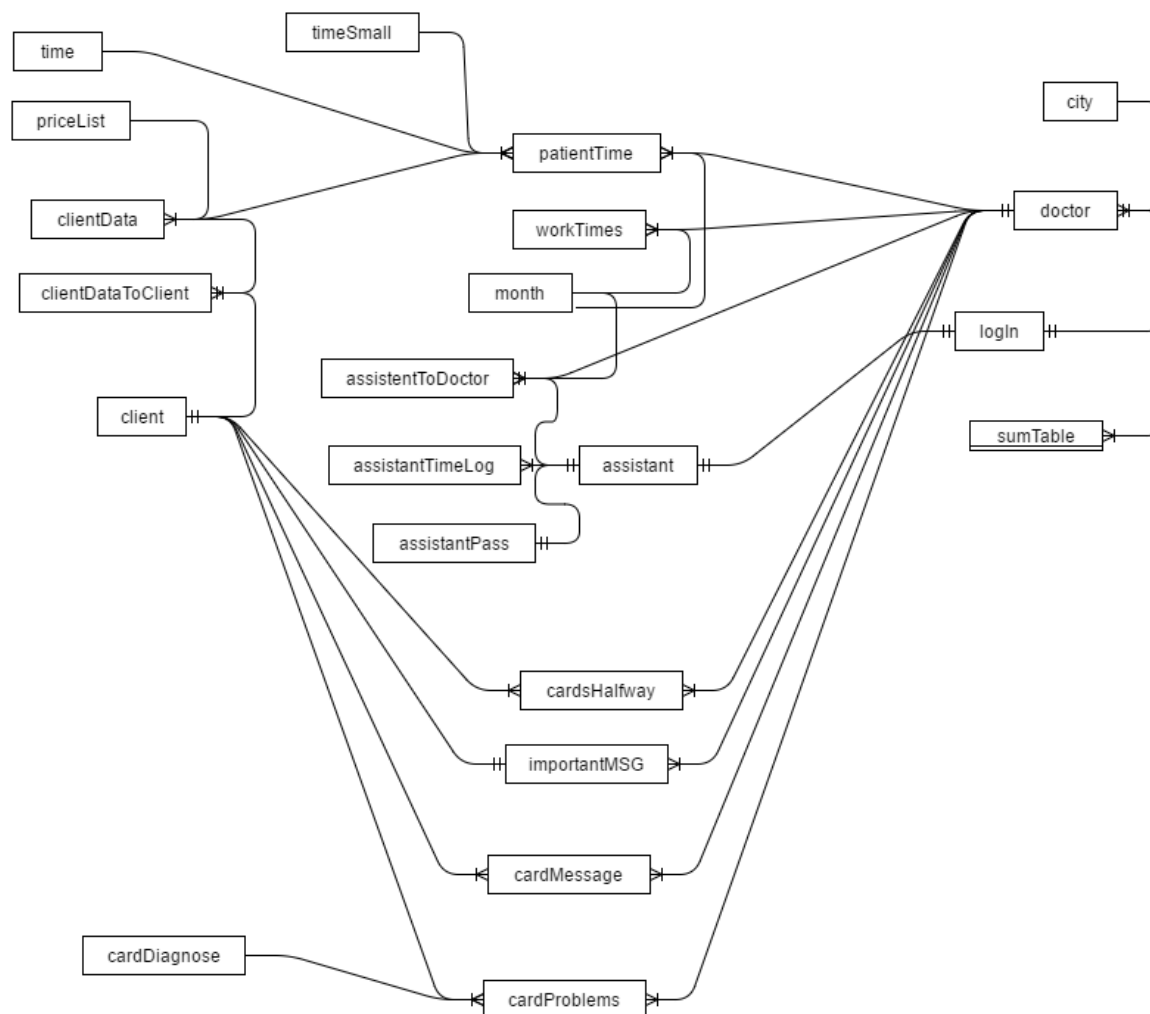 timeSmall
time
city
priceList
patientTime
clientData
workTimes
doctor
clientDataToClient
month
logIn
assistentToDoctor
client
sumTable
assistantTimeLog
assistant
assistantPass
cardsHalfway
importantMSG
cardMessage
cardDiagnose
cardProblems